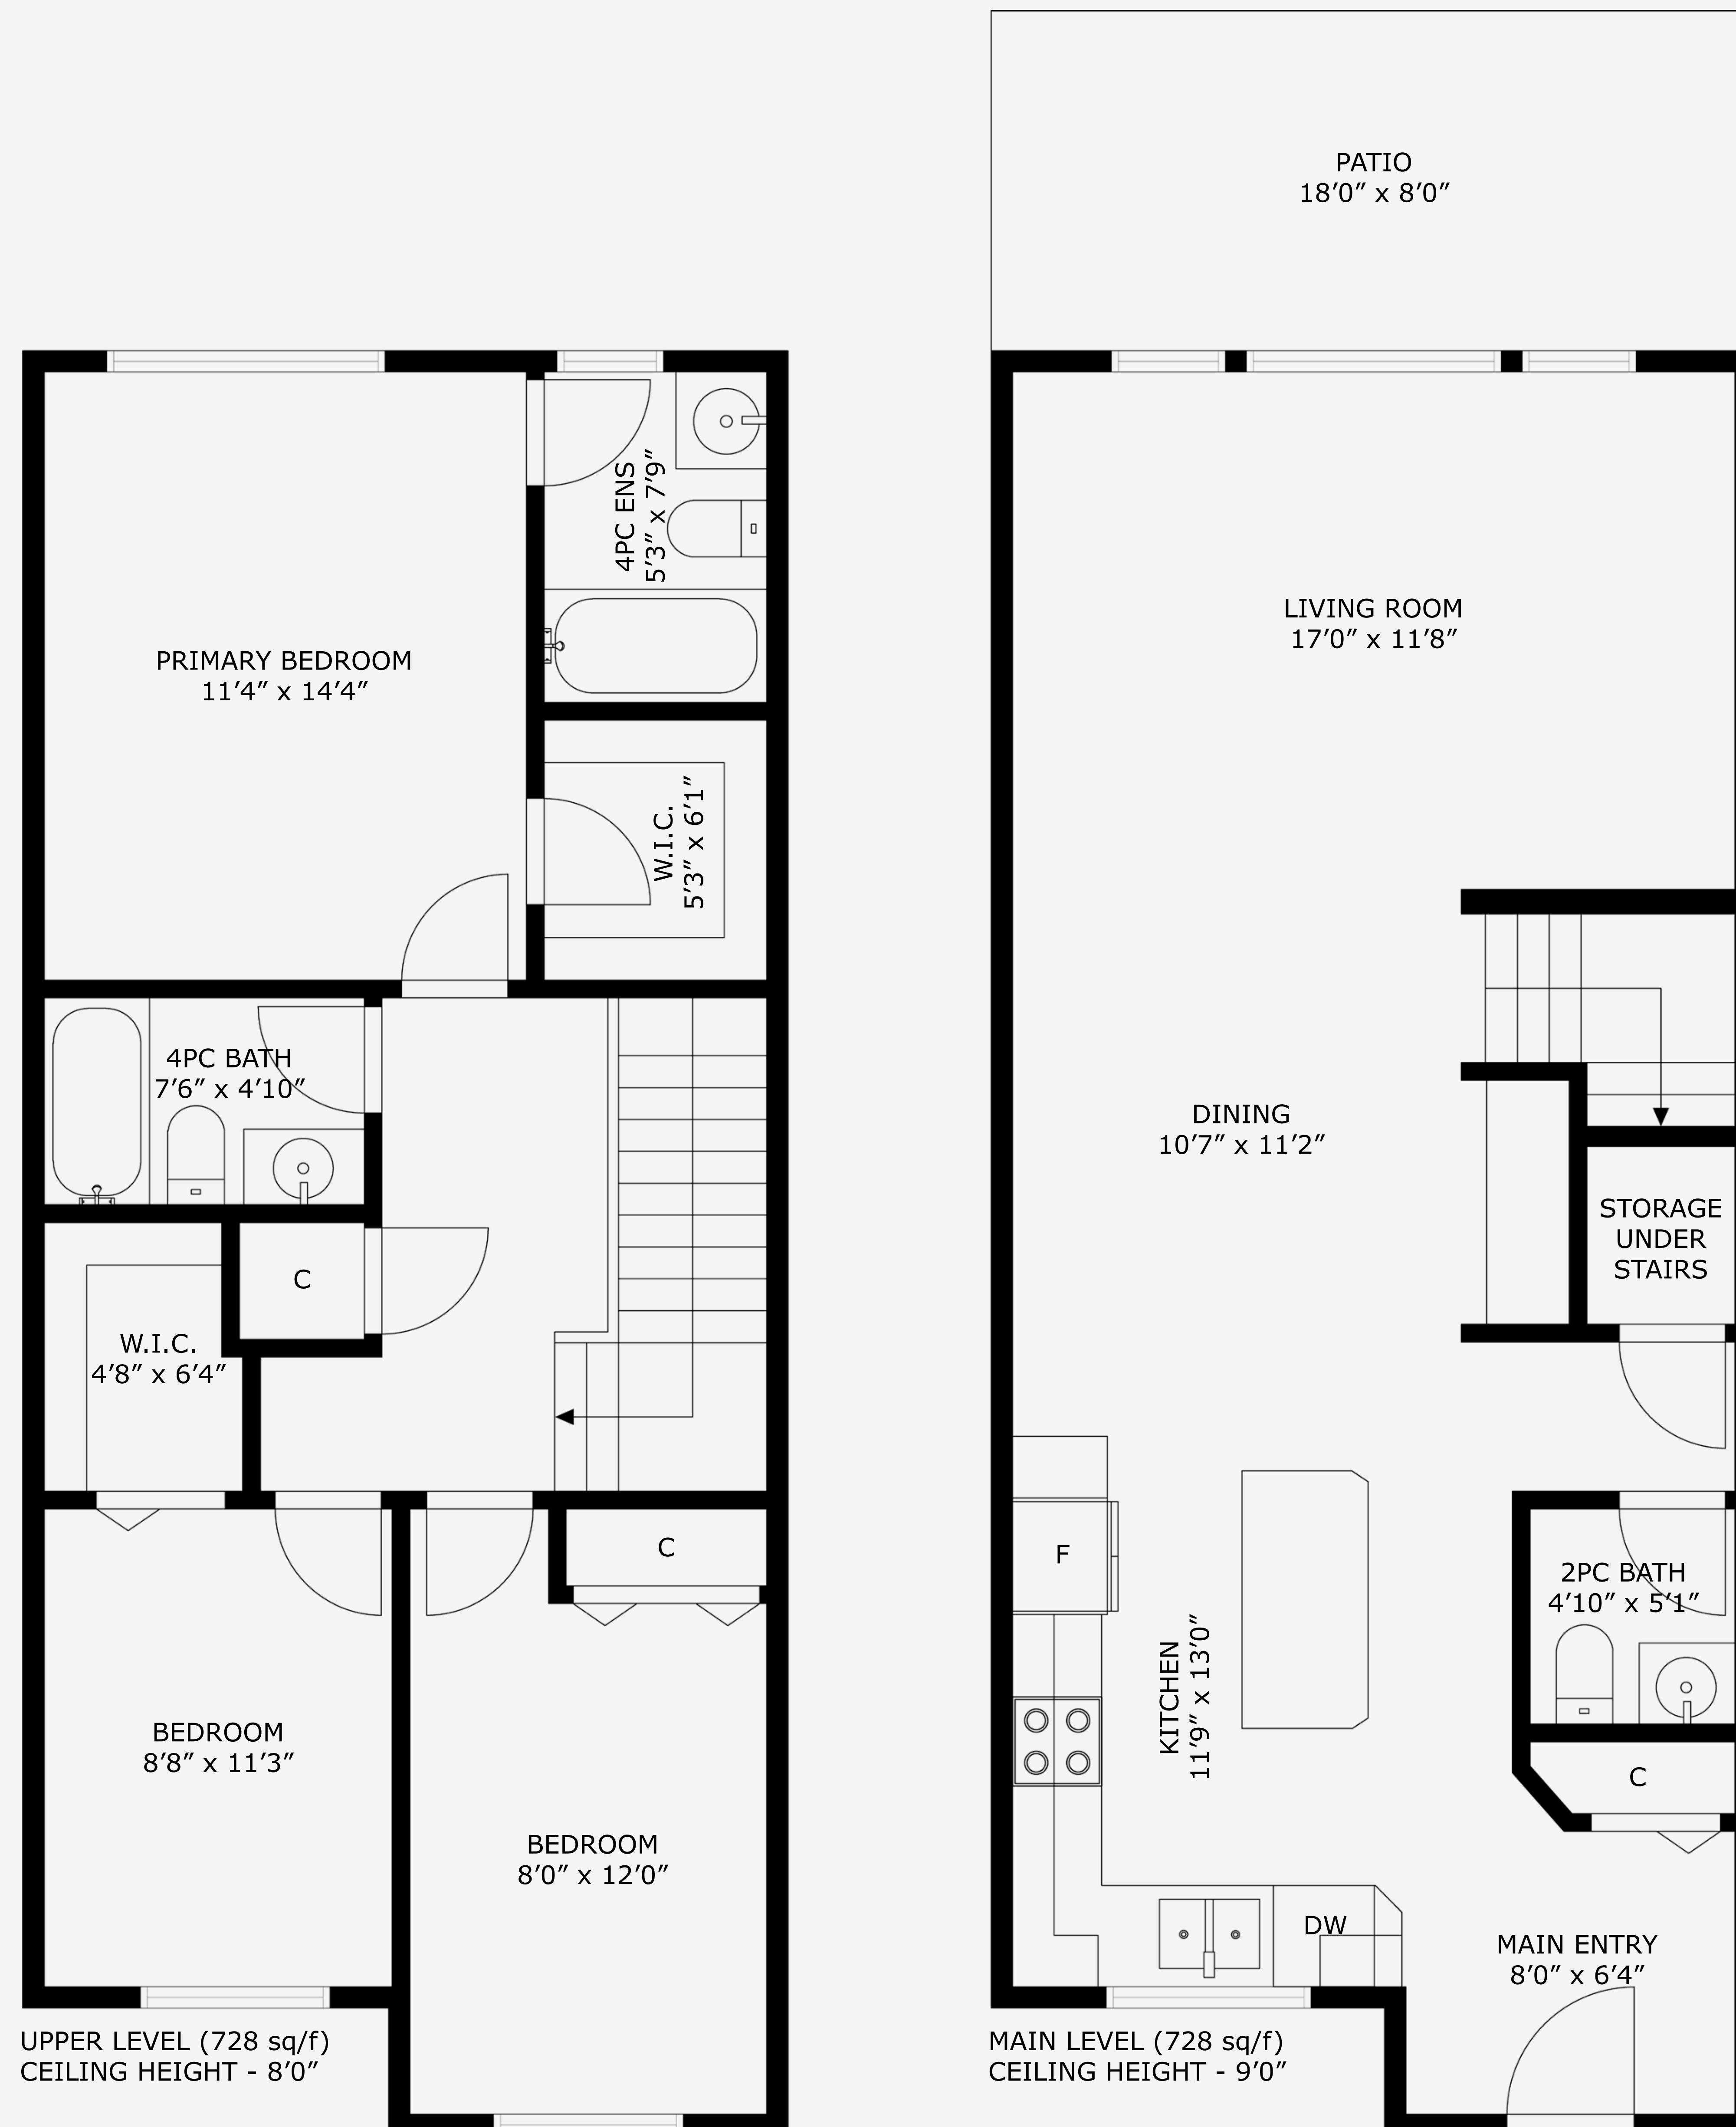 PATIO
18’0” x 8’0”
4PC ENS
5’3” x 7’9”
PRIMARY BEDROOM
11’4” x 14’4”
W.I.C.
5’3” x 6’1”
4PC BATH
7’6” x 4’10”
C
W.I.C.
4’8” x 6’4”
C
BEDROOM
8’8” x 11’3”
BEDROOM
8’0” x 12’0”
UPPER LEVEL (728 sq/f)
CEILING HEIGHT - 8’0”
LIVING ROOM
17’0” x 11’8”
DINING
10’7” x 11’2”
STORAGE
UNDER
STAIRS
F
2PC BATH
4’10” x 5’1”
KITCHEN
11’9” x 13’0”
C
DW
MAIN ENTRY
8’0” x 6’4”
MAIN LEVEL (728 sq/f)
CEILING HEIGHT - 9’0”